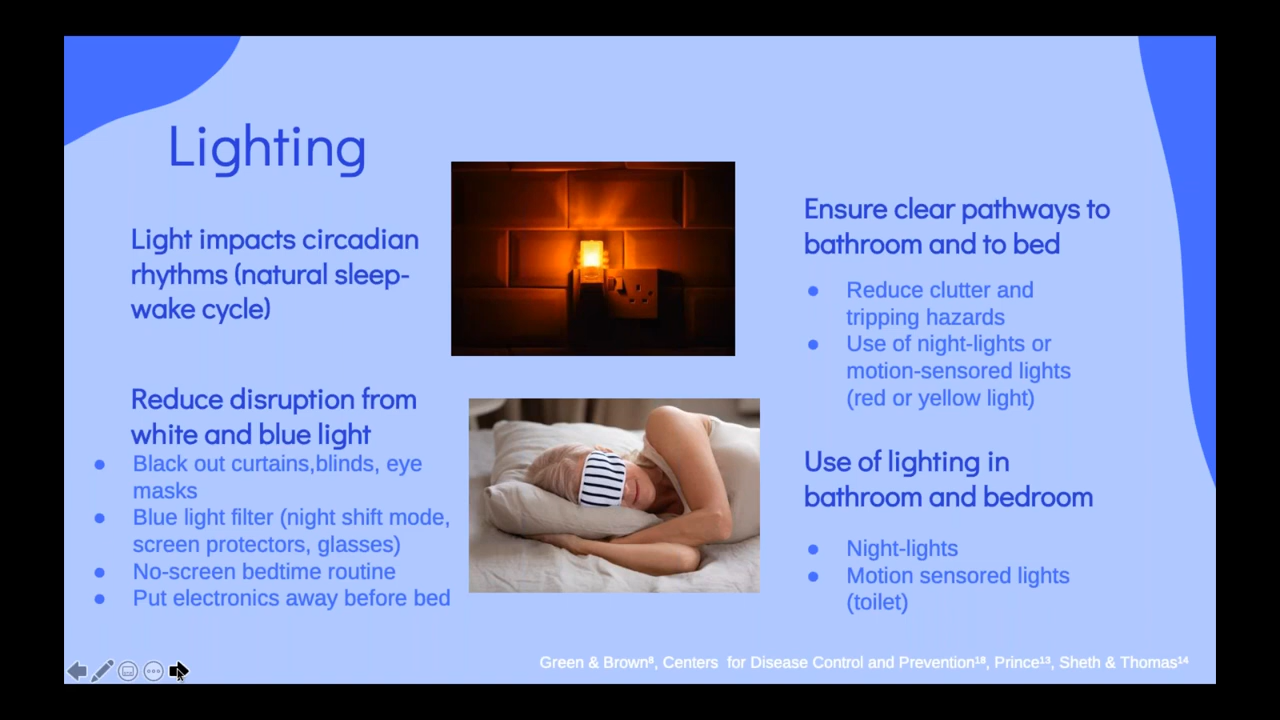 Lighting
Light impacts circadian
rhythms (natural sleep-
wake cycle)
Reduce disruption from
white and blue light
● Black out curtains,blinds, eye
masks
● Blue light filter (night shift mode,
screen protectors, glasses)
● No-screen bedtime routine
● Put electronics away before bed
Ensure clear pathways to
bathroom and to bed
● Reduce clutter and
tripping hazards
● Use of night-lights or
motion-sensored lights
(red or yellow light)
Use of lighting in
bathroom and bedroom
● Night-lights
● Motion sensored lights
(toilet)
Green & Brown⁸, Centers for Disease Control and Prevention¹⁸, Prince¹³, Sheth & Thomas¹⁴